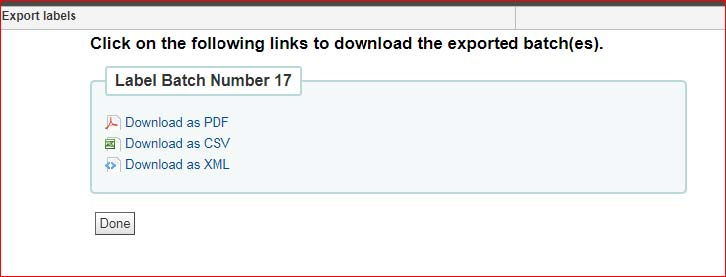 Export labels
Click on the following links to download the exported batch(es).
Label Batch Number 17
Download as PDF
Download as CSV
Download as XML
Done